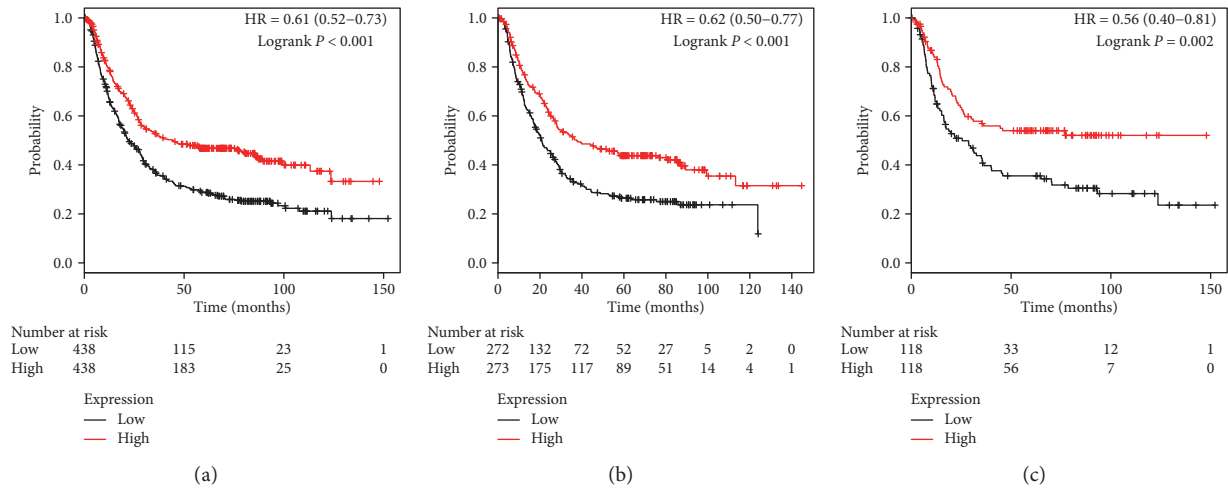 HR = 0.61 (0.52–0.73)
Logrank P < 0.001
Probability
1.0
0.8
0.6
0.4
0.2
0.0
0 50 100 150
Time (months)
Number at risk
Low 438 115 23 1
High 438 183 25 0
Expression
Low
High
(a)
HR = 0.62 (0.50–0.77)
Logrank P < 0.001
Probability
1.0
0.8
0.6
0.4
0.2
0.0
0 20 40 60 80 100 120 140
Time (months)
Number at risk
Low 272 132 72 52 27 5 2 0
High 273 175 117 89 51 14 4 1
Expression
Low
High
(b)
HR = 0.56 (0.40–0.81)
Logrank P = 0.002
Probability
1.0
0.8
0.6
0.4
0.2
0.0
0 50 100 150
Time (months)
Number at risk
Low 118 33 12 1
High 118 56 7 0
Expression
Low
High
(c)